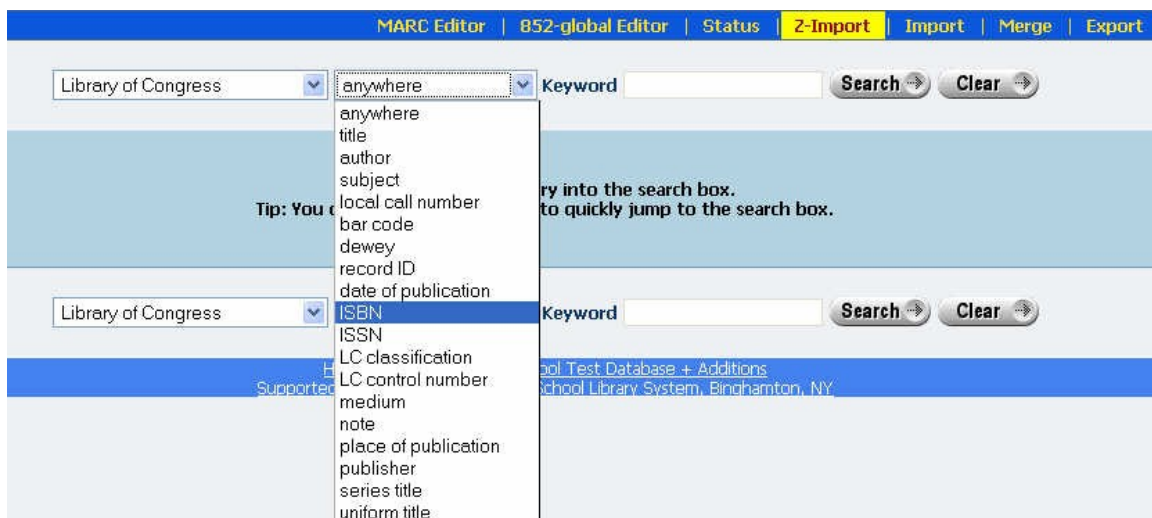 MARC Editor | 852-global Editor | Status | Z-Import | Import | Merge | Export
Library of Congress anywhere Keyword Search Clear
anywhere
title
author
subject
local call number
bar code
dewey
record ID
date of publication
ISBN
ISSN
LC classification
LC control number
medium
note
place of publication
publisher
series title
uniform title
ry into the search box.
Tip: You to quickly jump to the search box.
Library of Congress Keyword Search Clear
ool Test Database + Additions
Supported School Library System, Binghamton, NY